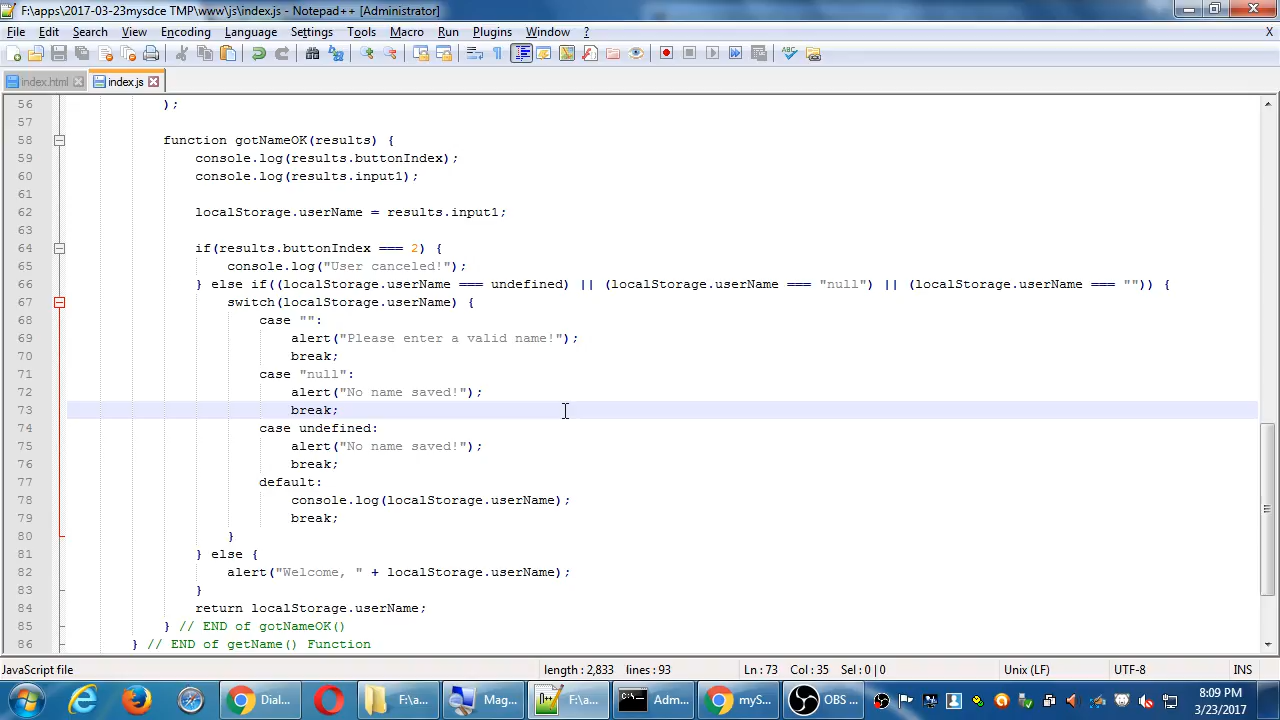 F:\apps\2017-03-23mysdce TMP\www\js\index.js - Notepad++ [Administrator]
File Edit Search View Encoding Language Settings Tools Macro Run Plugins Window ? X
index.html index.js
56 );
57
58 function gotNameOK(results) {
59 console.log(results.buttonIndex);
60 console.log(results.input1);
61
62 localStorage.userName = results.input1;
63
64 if(results.buttonIndex === 2) {
65 console.log("User canceled!");
66 } else if((localStorage.userName === undefined) || (localStorage.userName === "null") || (localStorage.userName === "")) {
67 switch(localStorage.userName) {
68 case "":
69 alert("Please enter a valid name!");
70 break;
71 case "null":
72 alert("No name saved!");
73 break;
74 case undefined:
75 alert("No name saved!");
76 break;
77 default:
78 console.log(localStorage.userName);
79 break;
80 }
81 } else {
82 alert("Welcome, " + localStorage.userName);
83 }
84 return localStorage.userName;
85 } // END of gotNameOK()
86 } // END of getName() Function
JavaScript file length : 2,833 lines : 93 Ln : 73 Col : 35 Sel : 0 | 0 Unix (LF) UTF-8 INS
Dial... F:\a... Mag... F:\a... Adm... myS... OBS ... 8:09 PM
3/23/2017